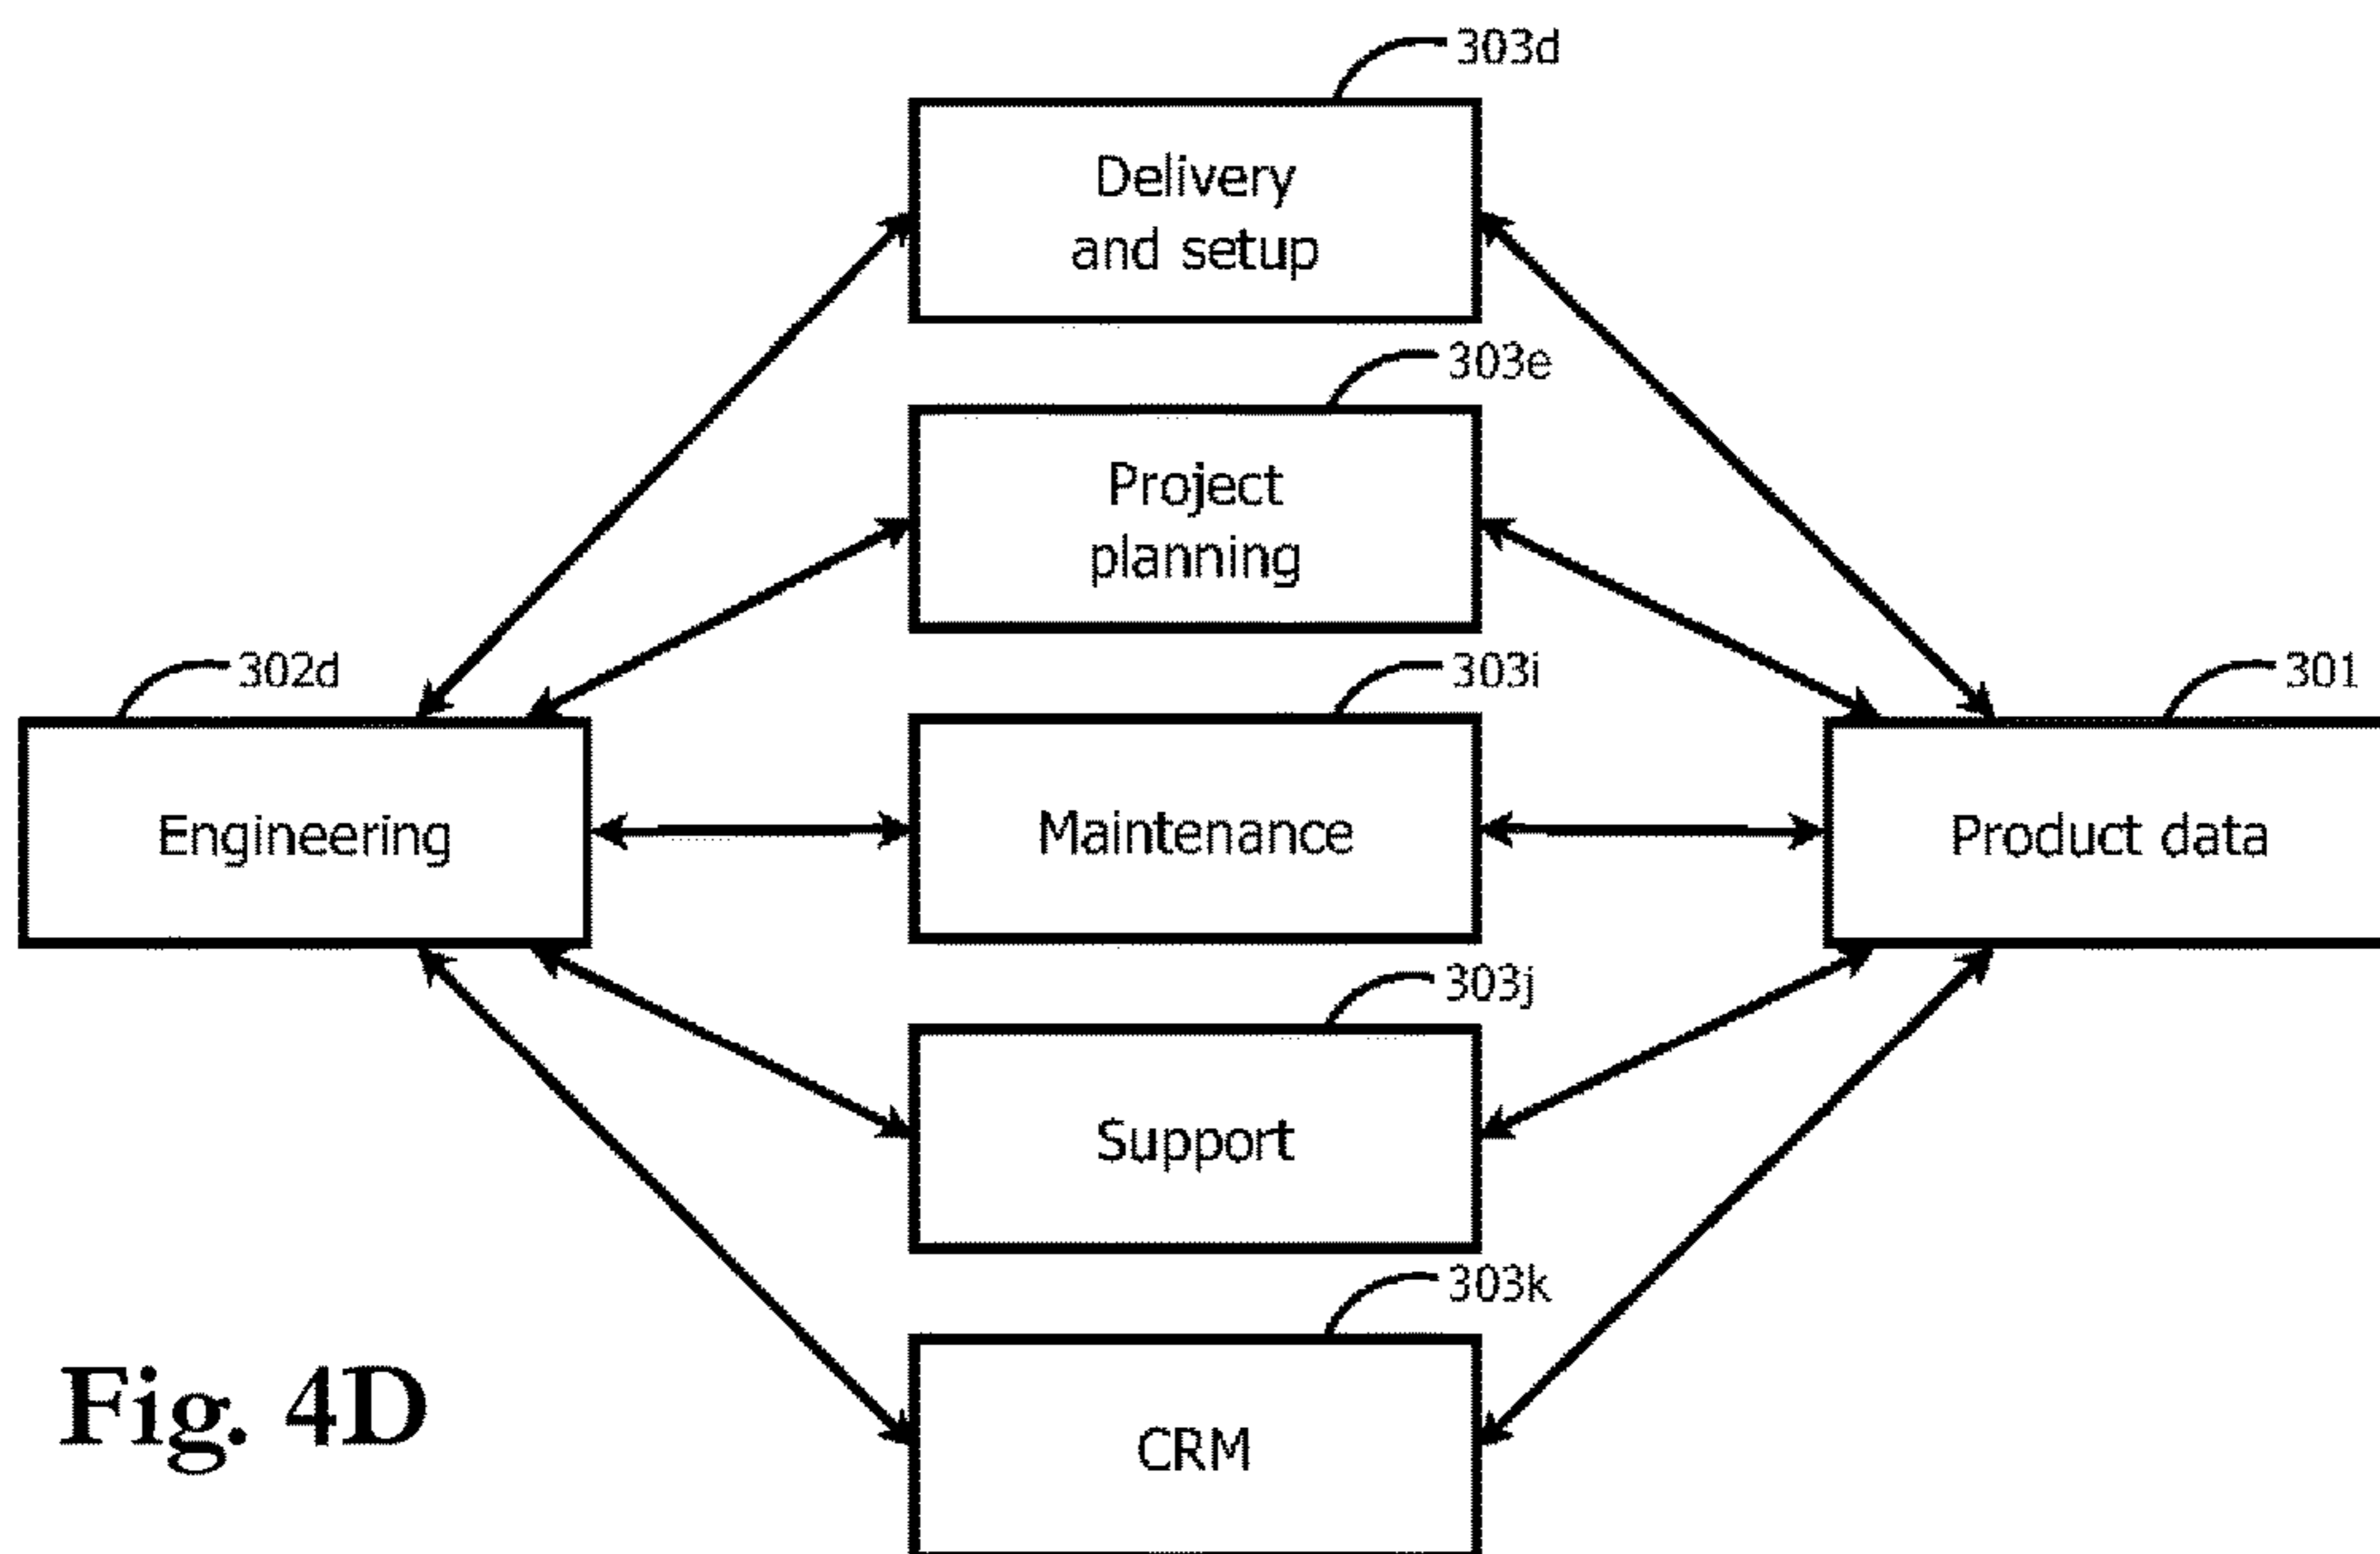 303d
Delivery
and setup
303e
Project
planning
302d
303i
301
Engineering
Maintenance
Product data
303j
Support
303k
CRM
Fig. 4D